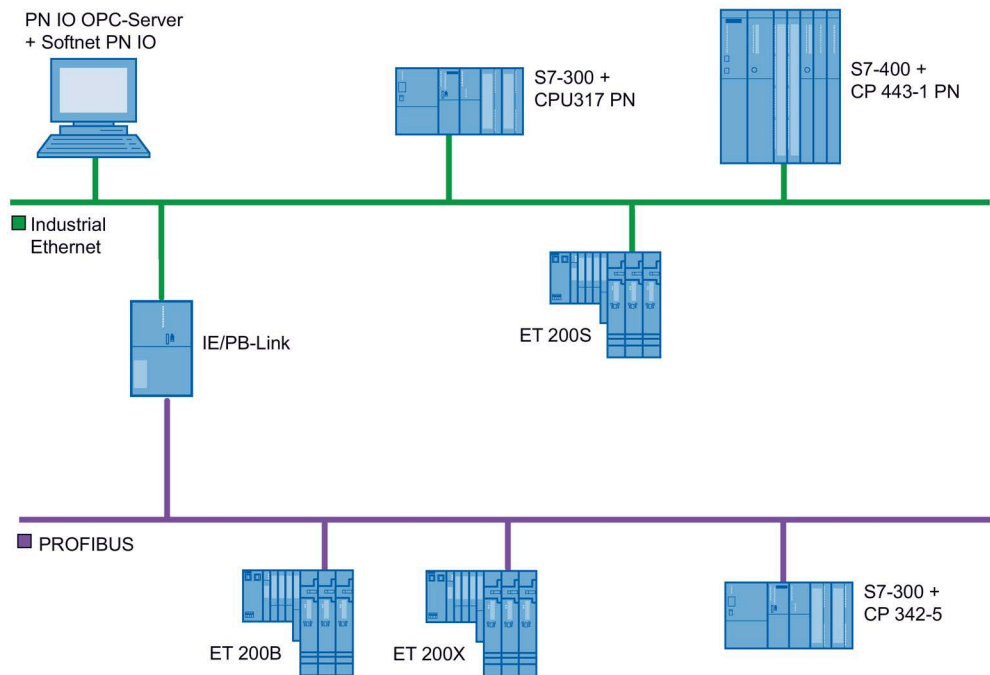 PN IO OPC-Server
+ Softnet PN IO
S7-300 +
CPU317 PN
S7-400 +
CP 443-1 PN
Industrial
Ethernet
IE/PB-Link
ET 200S
PROFIBUS
S7-300 +
CP 342-5
ET 200B
ET 200X